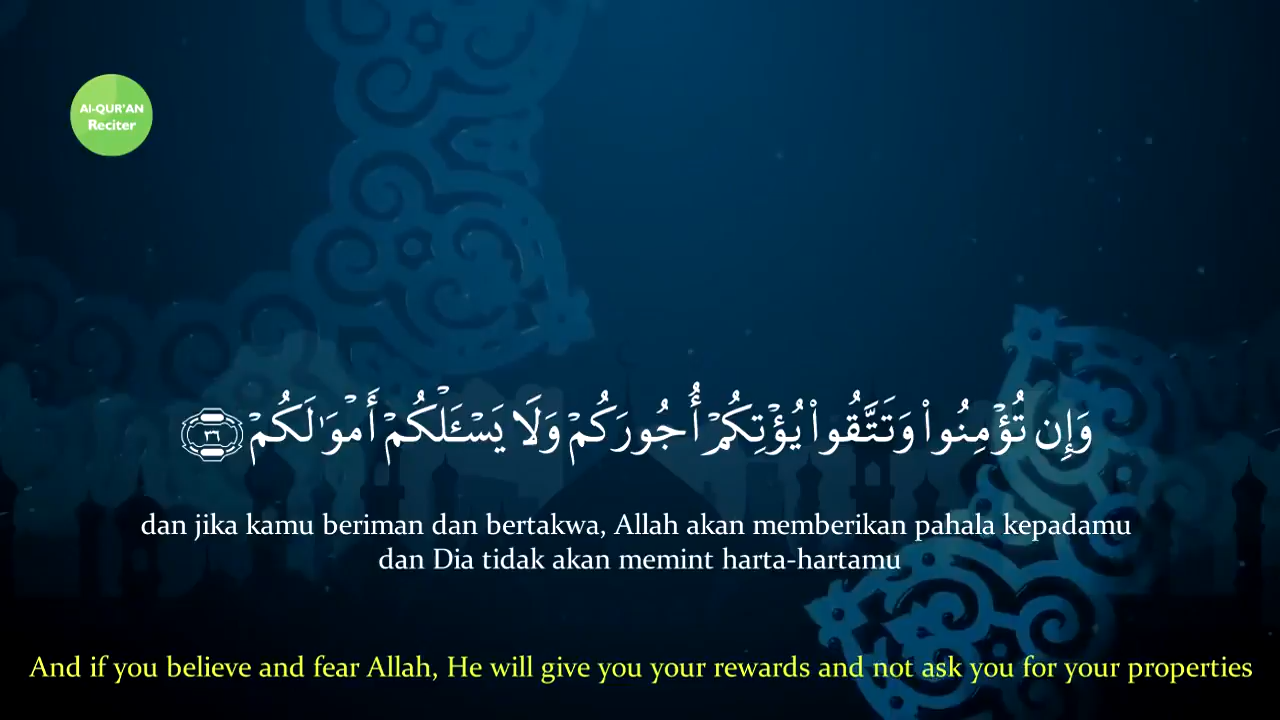 Al-QUR'AN
Reciter
وَإِن تُؤْمِنُوا۟ وَتَتَّقُوا۟ يُؤْتِكُمْ أُجُورَكُمْ وَلَا يَسْـَٔلْكُمْ أَمْوَٰلَكُمْ ٣٦
dan jika kamu beriman dan bertakwa, Allah akan memberikan pahala kepadamu
dan Dia tidak akan memint harta-hartamu
And if you believe and fear Allah, He will give you your rewards and not ask you for your properties